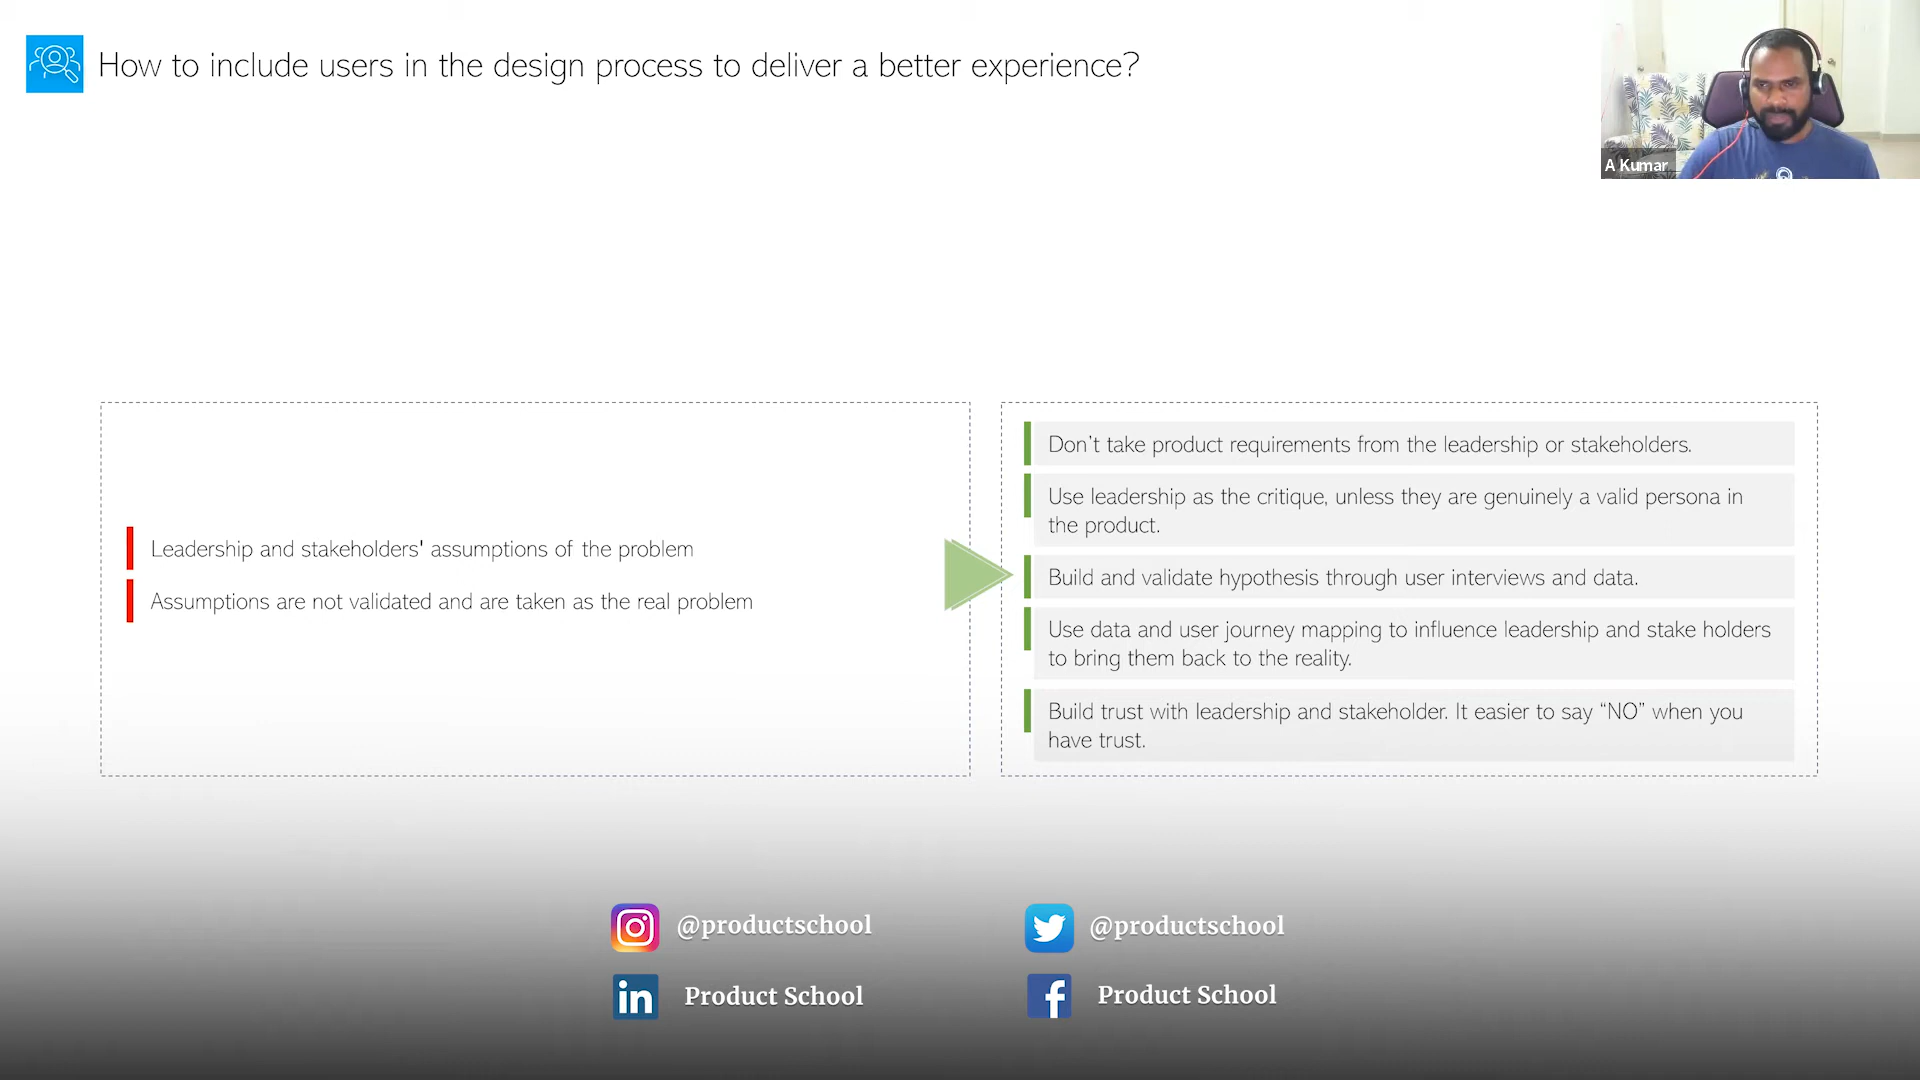 How to include users in the design process to deliver a better experience?
A Kumar
Leadership and stakeholders' assumptions of the problem
Assumptions are not validated and are taken as the real problem
Don't take product requirements from the leadership or stakeholders.
Use leadership as the critique, unless they are genuinely a valid persona in
the product.
Build and validate hypothesis through user interviews and data.
Use data and user journey mapping to influence leadership and stake holders
to bring them back to the reality.
Build trust with leadership and stakeholder. It easier to say “NO” when you
have trust.
@productschool
@productschool
in Product School
f Product School